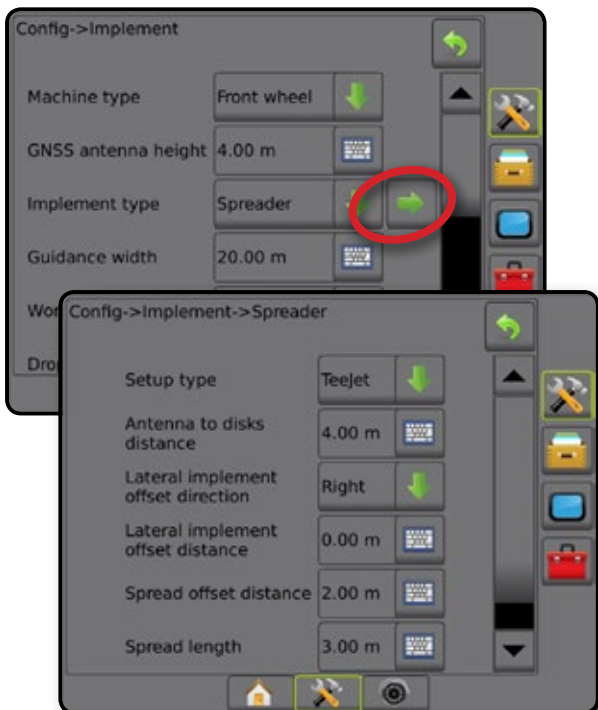 Config->Implement
Machine type Front wheel
GNSS antenna height 4.00 m
Implement type Spreader
Guidance width 20.00 m
Wor
Dro
Config->Implement->Spreader
Setup type TeeJet
Antenna to disks
distance 4.00 m
Lateral implement
offset direction Right
Lateral implement
offset distance 0.00 m
Spread offset distance 2.00 m
Spread length 3.00 m